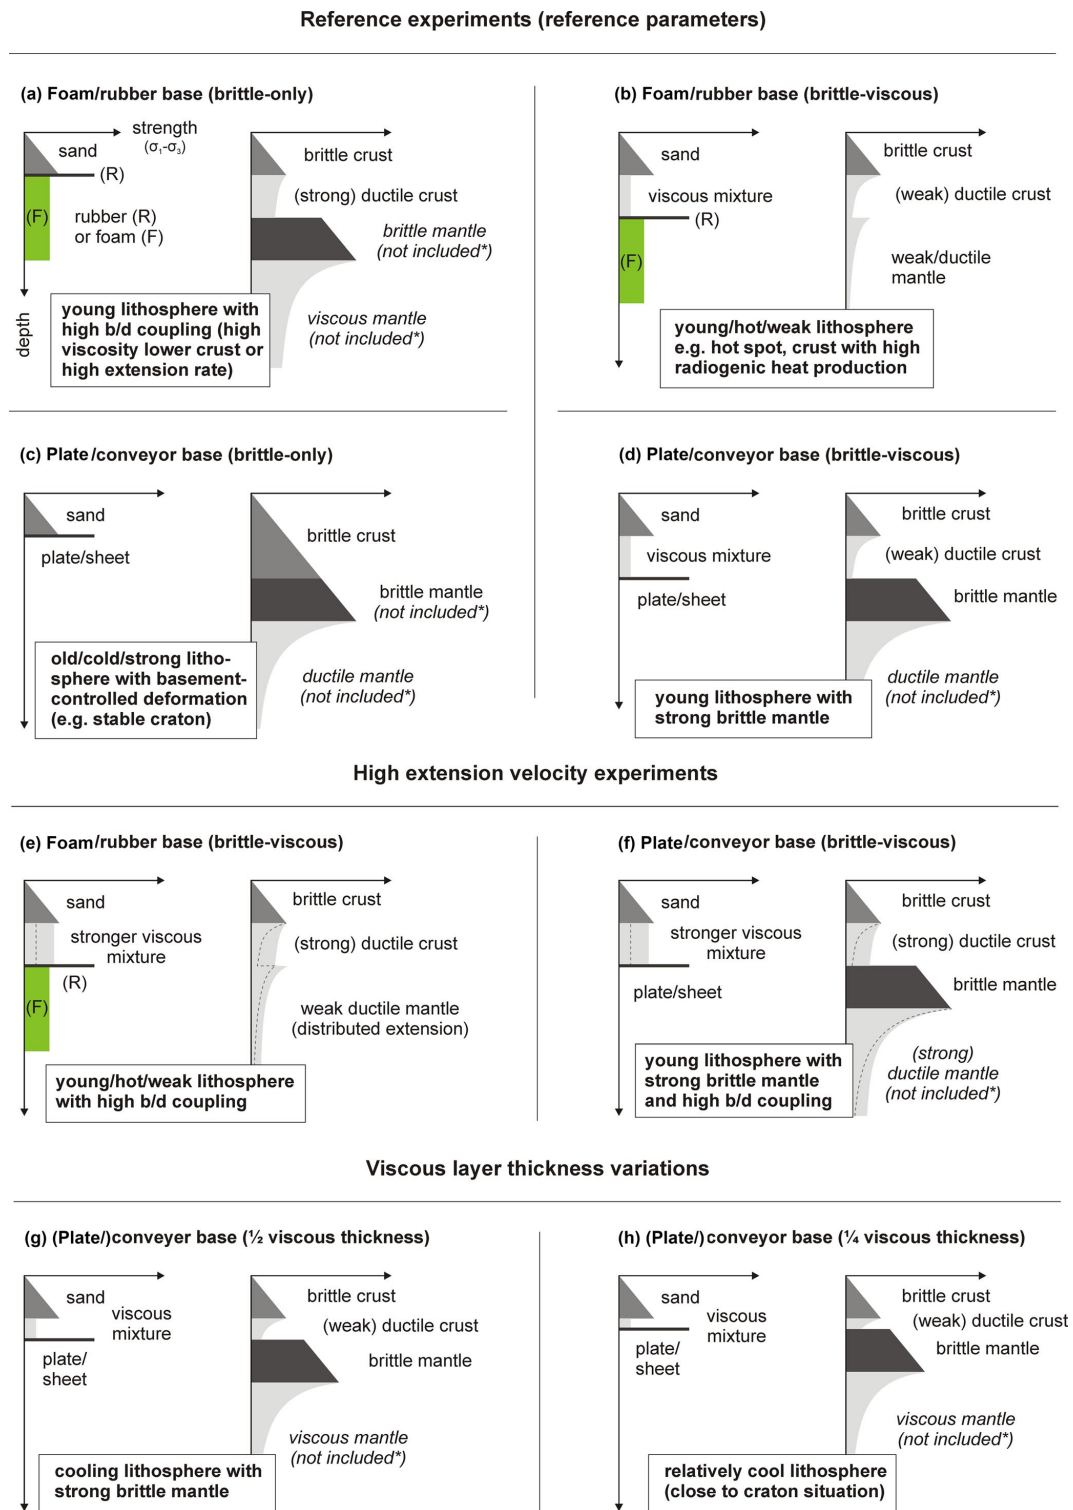 Reference experiments (reference parameters)
(a) Foam/rubber base (brittle-only)
strength
(σ1-σ3)
sand
(R)
(F)
rubber (R)
or foam (F)
depth
brittle crust
(strong) ductile crust
brittle mantle
(not included*)
viscous mantle
(not included*)
young lithosphere with
high b/d coupling (high
viscosity lower crust or
high extension rate)
(b) Foam/rubber base (brittle-viscous)
sand
viscous mixture
(R)
(F)
brittle crust
(weak) ductile crust
weak/ductile
mantle
young/hot/weak lithosphere
e.g. hot spot, crust with high
radiogenic heat production
(c) Plate/conveyor base (brittle-only)
sand
plate/sheet
brittle crust
brittle mantle
(not included*)
ductile mantle
(not included*)
old/cold/strong litho-
sphere with basement-
controlled deformation
(e.g. stable craton)
(d) Plate/conveyor base (brittle-viscous)
sand
viscous mixture
plate/sheet
brittle crust
(weak) ductile crust
brittle mantle
ductile mantle
(not included*)
young lithosphere with
strong brittle mantle
High extension velocity experiments
(e) Foam/rubber base (brittle-viscous)
sand
stronger viscous
mixture
(R)
(F)
brittle crust
(strong) ductile crust
weak ductile mantle
(distributed extension)
young/hot/weak lithosphere
with high b/d coupling
(f) Plate/conveyor base (brittle-viscous)
sand
stronger viscous
mixture
plate/sheet
brittle crust
(strong) ductile crust
brittle mantle
(strong)
ductile mantle
(not included*)
young lithosphere with
strong brittle mantle
and high b/d coupling
Viscous layer thickness variations
(g) (Plate/)conveyer base (½ viscous thickness)
sand
viscous
mixture
plate/
sheet
brittle crust
(weak) ductile crust
brittle mantle
viscous mantle
(not included*)
cooling lithosphere with
strong brittle mantle
(h) (Plate/)conveyor base (¼ viscous thickness)
sand
viscous
mixture
plate/
sheet
brittle crust
(weak) ductile crust
brittle mantle
viscous mantle
(not included*)
relatively cool lithosphere
(close to craton situation)